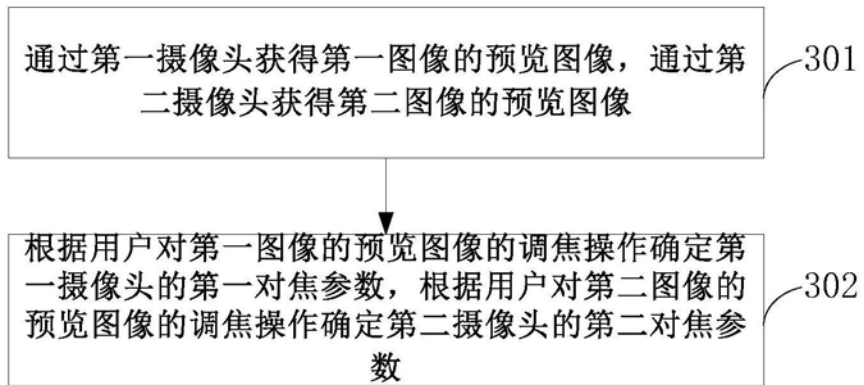 通过第一摄像头获得第一图像的预览图像，通过第
二摄像头获得第二图像的预览图像
301
根据用户对第一图像的预览图像的调焦操作确定第
一摄像头的第一对焦参数，根据用户对第二图像的
预览图像的调焦操作确定第二摄像头的第二对焦参
数
302